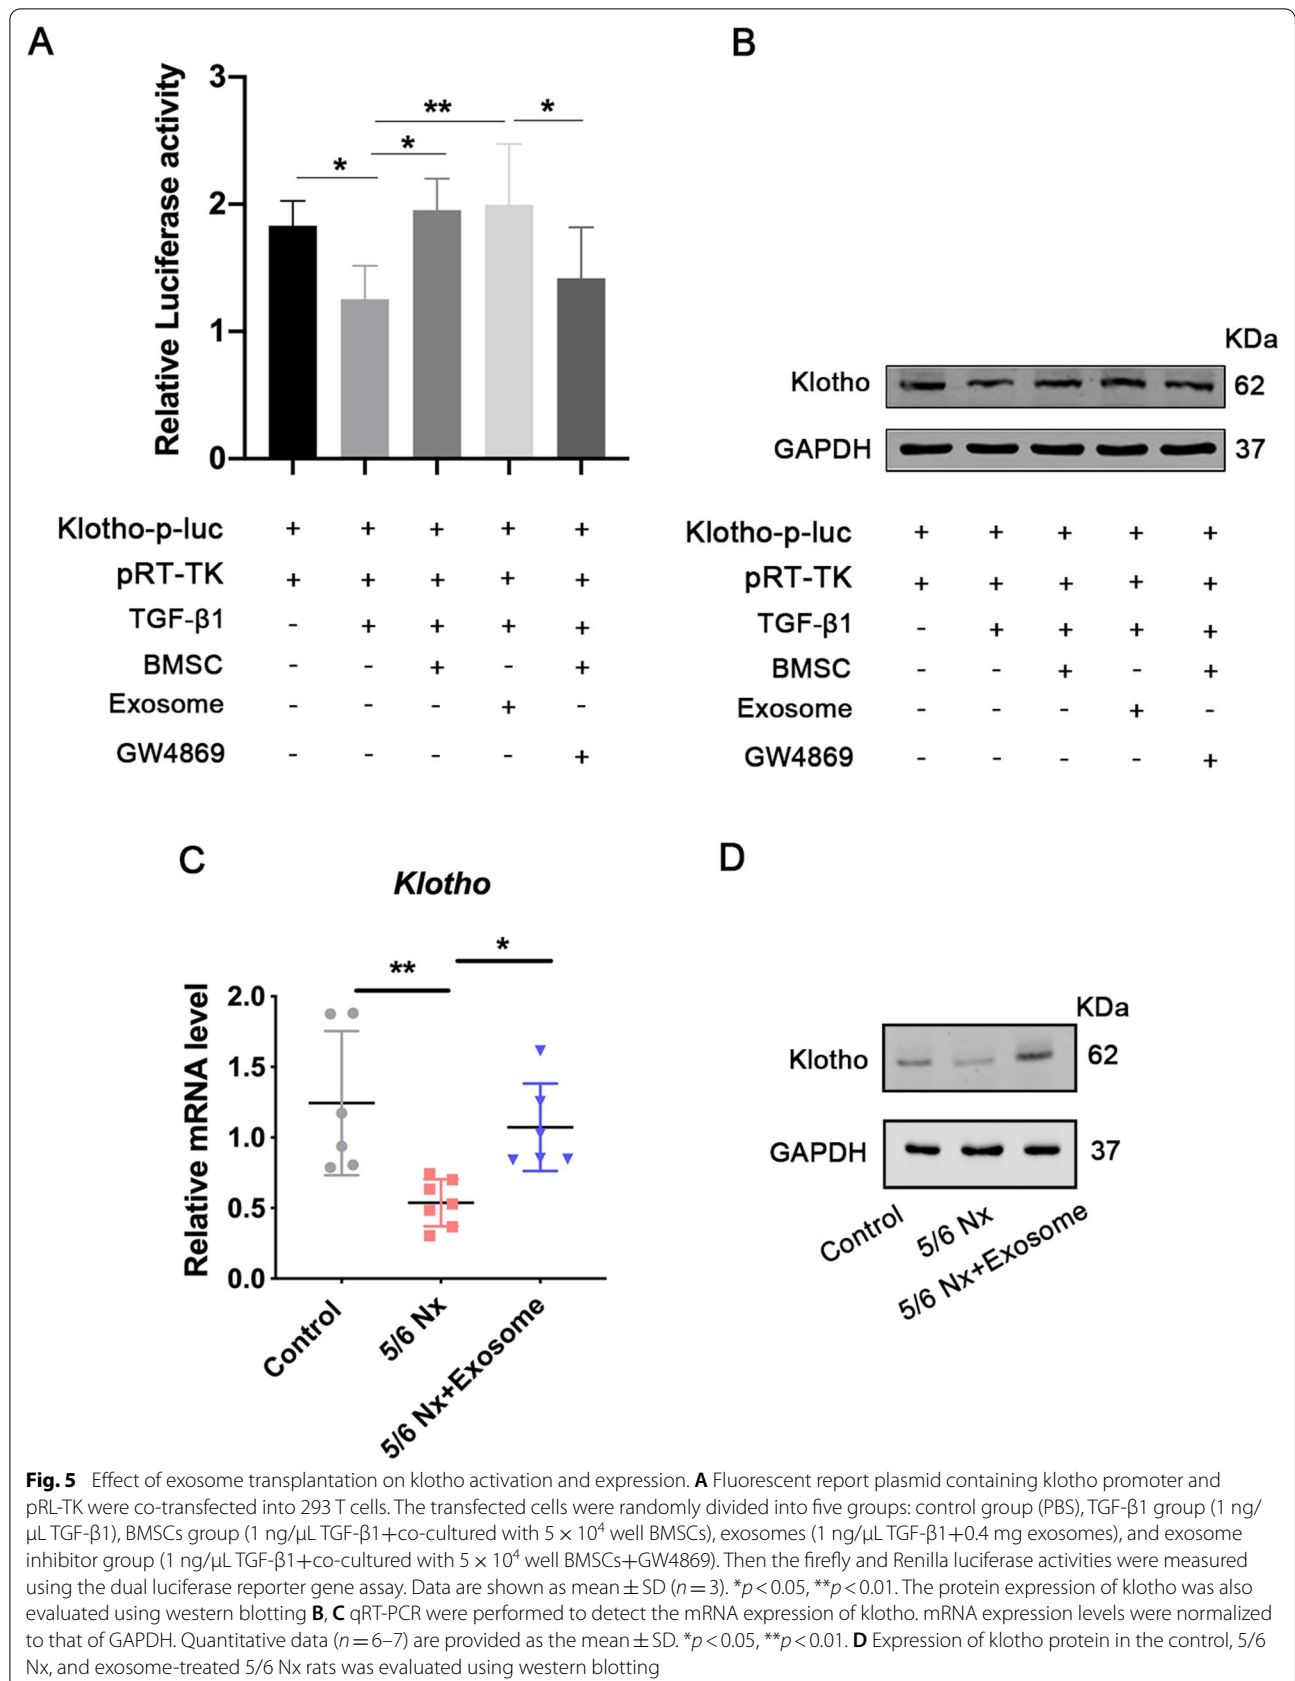 A
B
3
2
1
0
Relative Luciferase activity
*
*
**
*
Klotho-p-luc + + + + +
pRT-TK + + + + +
TGF-β1 - + + + +
BMSC - - + - +
Exosome - - - + -
GW4869 - - - - +
KDa
Klotho 62
GAPDH 37
Klotho-p-luc + + + + +
pRT-TK + + + + +
TGF-β1 - + + + +
BMSC - - + - +
Exosome - - - + -
GW4869 - - - - +
C
Klotho
** *
Relative mRNA level
2.0
1.5
1.0
0.5
0.0
Control
5/6 Nx
5/6 Nx+Exosome
D
KDa
Klotho 62
GAPDH 37
Control
5/6 Nx
5/6 Nx+Exosome
Fig. 5 Effect of exosome transplantation on klotho activation and expression. A Fluorescent report plasmid containing klotho promoter and
pRL-TK were co-transfected into 293 T cells. The transfected cells were randomly divided into five groups: control group (PBS), TGF-β1 group (1 ng/
μL TGF-β1), BMSCs group (1 ng/μL TGF-β1+co-cultured with 5 × 10⁴ well BMSCs), exosomes (1 ng/μL TGF-β1+0.4 mg exosomes), and exosome
inhibitor group (1 ng/μL TGF-β1+co-cultured with 5 × 10⁴ well BMSCs+GW4869). Then the firefly and Renilla luciferase activities were measured
using the dual luciferase reporter gene assay. Data are shown as mean ± SD (n = 3). *p < 0.05, **p < 0.01. The protein expression of klotho was also
evaluated using western blotting B, C qRT-PCR were performed to detect the mRNA expression of klotho. mRNA expression levels were normalized
to that of GAPDH. Quantitative data (n = 6–7) are provided as the mean ± SD. *p < 0.05, **p < 0.01. D Expression of klotho protein in the control, 5/6
Nx, and exosome-treated 5/6 Nx rats was evaluated using western blotting